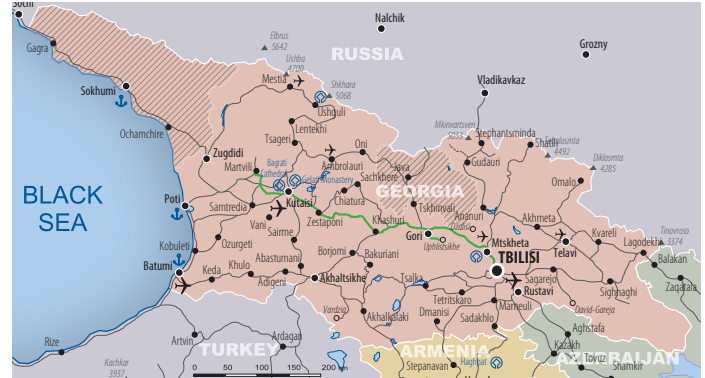 Sochi
Nalchik
Elbrus
5642
Ushba
4700
RUSSIA
Grozny
Gagra
Mestia
Shkhara
5068
Vladikavkaz
Sokhumi
Ushguli
Mkinvartsveri
5033
Stephantsminda
Lentekhi
Shatili
Ochamchire
Tsageri
Oni
Tebulosmta
4492
Zugdidi
Bagrati
Cathedral
Ambrolauri
Gudauri
Diklosmta
4285
Martvili
Gelati Monastery
Sachkhere
Java
Omalo
GEORGIA
BLACK
SEA
Poti
Samtredia
Kutaisi
Chiatura
Tskhinvali
Ananuri
Vani
Zestaponi
Khashuri
Dzalisi
Akhmeta
Kobuleti
Ozurgeti
Sairme
Gori
Uphlistsikhe
Mtskheta
Telavi
Kvareli
Tinovroso
3374
Batumi
Borjomi
Bakuriani
TBILISI
Lagodekhi
Balakan
Keda
Khulo
Abastumani
Adigeni
Akhaltsikhe
Tsalka
Rustavi
Sagarejo
Sighnaghi
Zaqatala
Vardzia
Akhalkalaki
Tetritskaro
Marneuli
David-Gareja
Dmanisi
Sadakhlo
Rize
Artvin
Ardagan
Aghstafa
Kachkar
3937
TURKEY
ARMENIA
Kazakh
AZERBAIJAN
Stepanavan
Haghpat
Tovuz
Shamkir
0 50 100 200 km